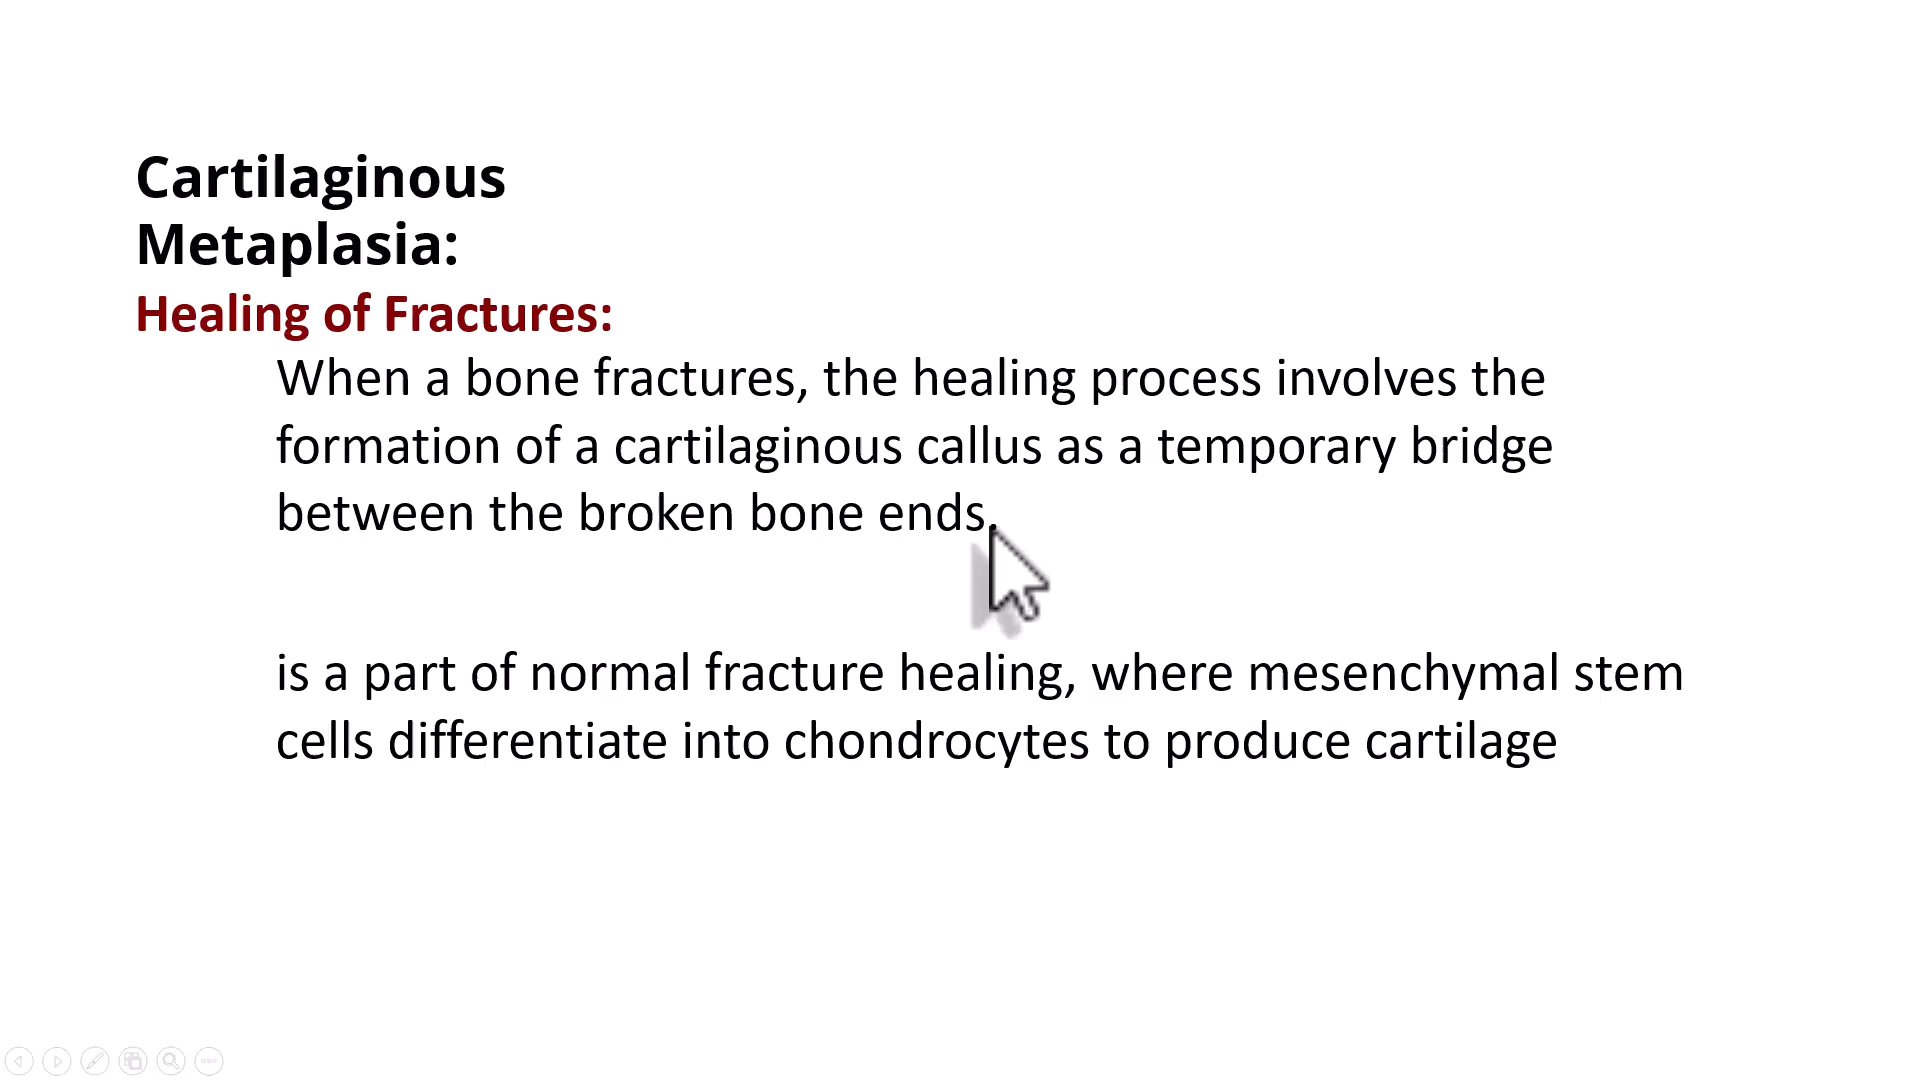 Cartilaginous
Metaplasia:
Healing of Fractures:
When a bone fractures, the healing process involves the
formation of a cartilaginous callus as a temporary bridge
between the broken bone ends.
is a part of normal fracture healing, where mesenchymal stem
cells differentiate into chondrocytes to produce cartilage